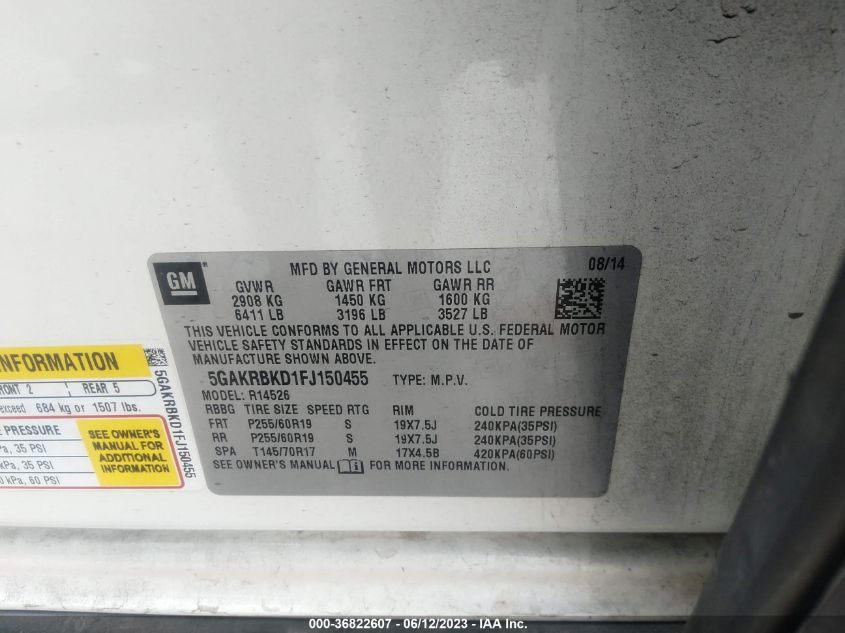 GM
MFD BY GENERAL MOTORS LLC 08/14
GVWR GAWR FRT GAWR RR
2908 KG 1450 KG 1600 KG
6411 LB 3196 LB 3527 LB
THIS VEHICLE CONFORMS TO ALL APPLICABLE U.S. FEDERAL MOTOR
VEHICLE SAFETY STANDARDS IN EFFECT ON THE DATE OF
MANUFACTURE SHOWN ABOVE.
5GAKRBKD1FJ150455 TYPE: M.P.V.
MODEL: R14526
RBBG TIRE SIZE SPEED RTG RIM COLD TIRE PRESSURE
FRT P255/60R19 S 19X7.5J 240KPA(35PSI)
RR P255/60R19 S 19X7.5J 240KPA(35PSI)
SPA T145/70R17 M 17X4.5B 420KPA(60PSI)
SEE OWNER'S MANUAL FOR MORE INFORMATION.
INFORMATION
FRONT 2 REAR 5
exceed 684 kg or 1507 lbs.
PRESSURE
35 PSI
kPa, 35 PSI
kPa, 60 PSI
SEE OWNER'S
MANUAL FOR
ADDITIONAL
INFORMATION
5GAKRBKD1FJ150455
000-36822607 - 06/12/2023 - IAA Inc.